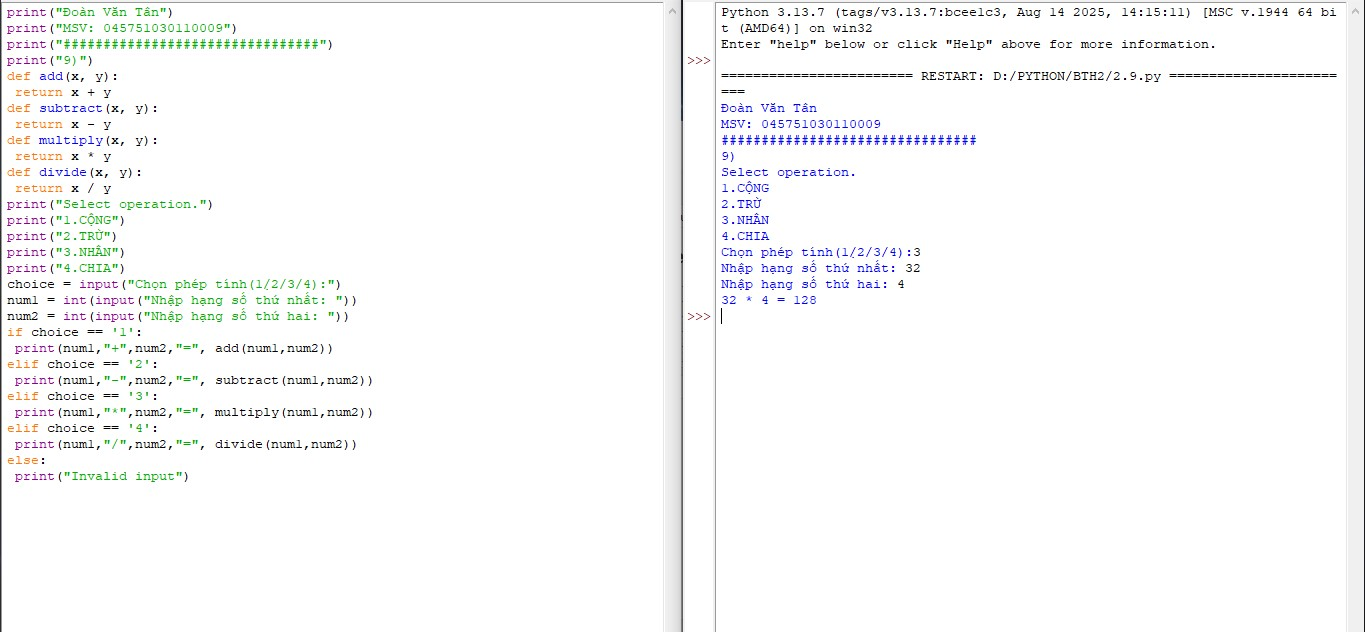 print("Đoàn Văn Tân")
print("MSV: 045751030110009")
print("################################")
print("9)")
def add(x, y):
 return x + y
def subtract(x, y):
 return x - y
def multiply(x, y):
 return x * y
def divide(x, y):
 return x / y
print("Select operation.")
print("1.CỘNG")
print("2.TRỪ")
print("3.NHÂN")
print("4.CHIA")
choice = input("Chọn phép tính(1/2/3/4):")
num1 = int(input("Nhập hạng số thứ nhất: "))
num2 = int(input("Nhập hạng số thứ hai: "))
if choice == '1':
 print(num1,"+",num2,"=", add(num1,num2))
elif choice == '2':
 print(num1,"-",num2,"=", subtract(num1,num2))
elif choice == '3':
 print(num1,"*",num2,"=", multiply(num1,num2))
elif choice == '4':
 print(num1,"/",num2,"=", divide(num1,num2))
else:
 print("Invalid input")
Python 3.13.7 (tags/v3.13.7:bcee1c3, Aug 14 2025, 14:15:11) [MSC v.1944 64 bi
t (AMD64)] on win32
Enter "help" below or click "Help" above for more information.
>>>
======================== RESTART: D:/PYTHON/BTH2/2.9.py =====================
===
Đoàn Văn Tân
MSV: 045751030110009
################################
9)
Select operation.
1.CỘNG
2.TRỪ
3.NHÂN
4.CHIA
Chọn phép tính(1/2/3/4):3
Nhập hạng số thứ nhất: 32
Nhập hạng số thứ hai: 4
32 * 4 = 128
>>>